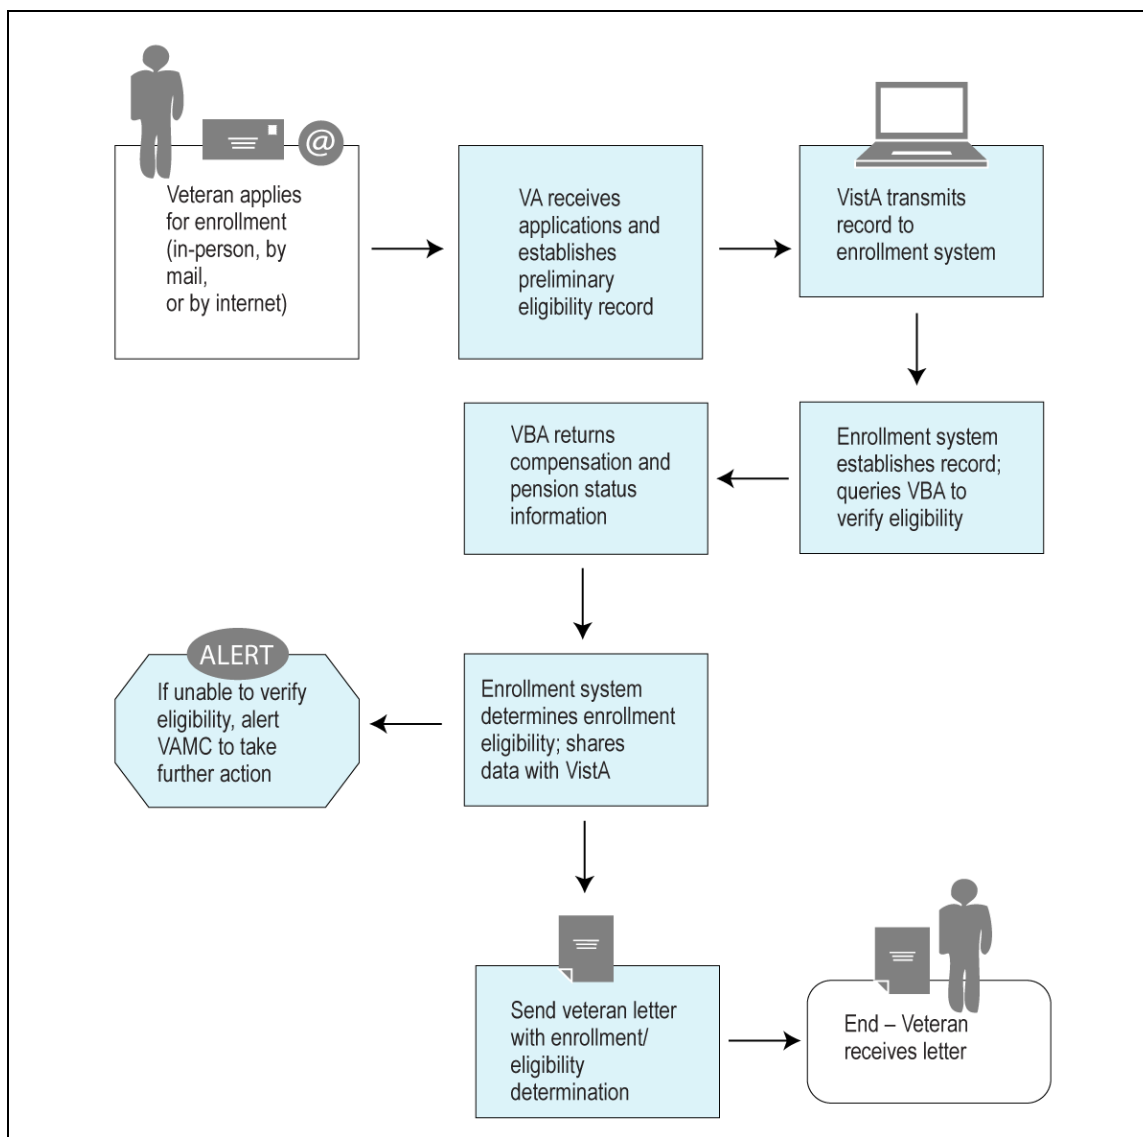 @
Veteran applies
for enrollment
(in-person, by
mail,
or by internet)
VA receives
applications and
establishes
preliminary
eligibility record
VistA transmits
record to
enrollment system
Enrollment system
establishes record;
queries VBA to
verify eligibility
VBA returns
compensation and
pension status
information
Enrollment system
determines enrollment
eligibility; shares
data with VistA
ALERT
If unable to verify
eligibility, alert
VAMC to take
further action
Send veteran letter
with enrollment/
eligibility
determination
End – Veteran
receives letter